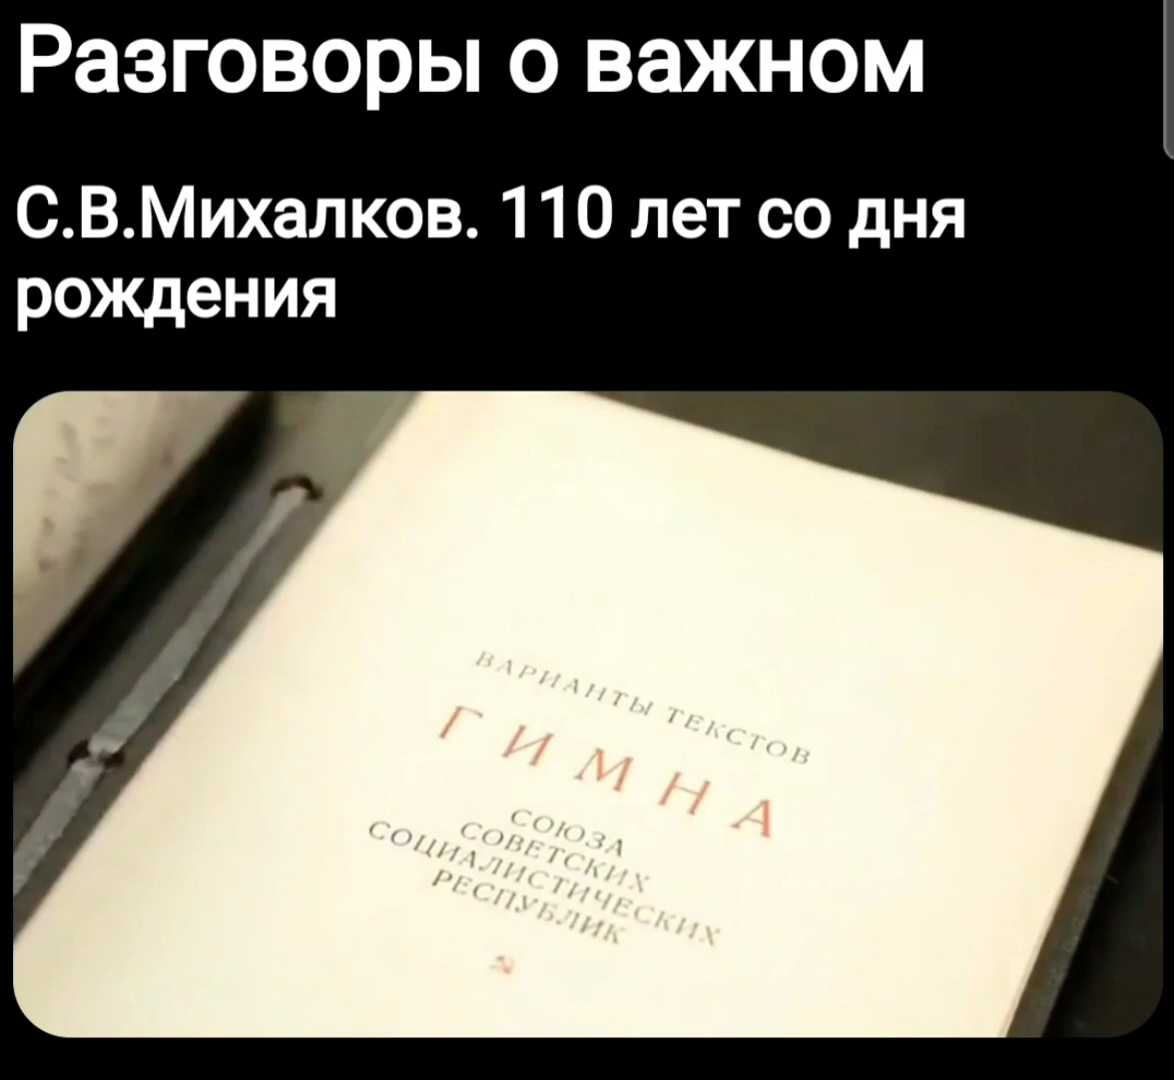 Разговоры о важном
С.В.Михалков. 110 лет со дня
рождения
ВАРИАНТЫ ТЕКСТОВ
ГИМНА
СОЮЗА
СОВЕТСКИХ
СОЦИАЛИСТИЧЕСКИХ
РЕСПУБЛИК